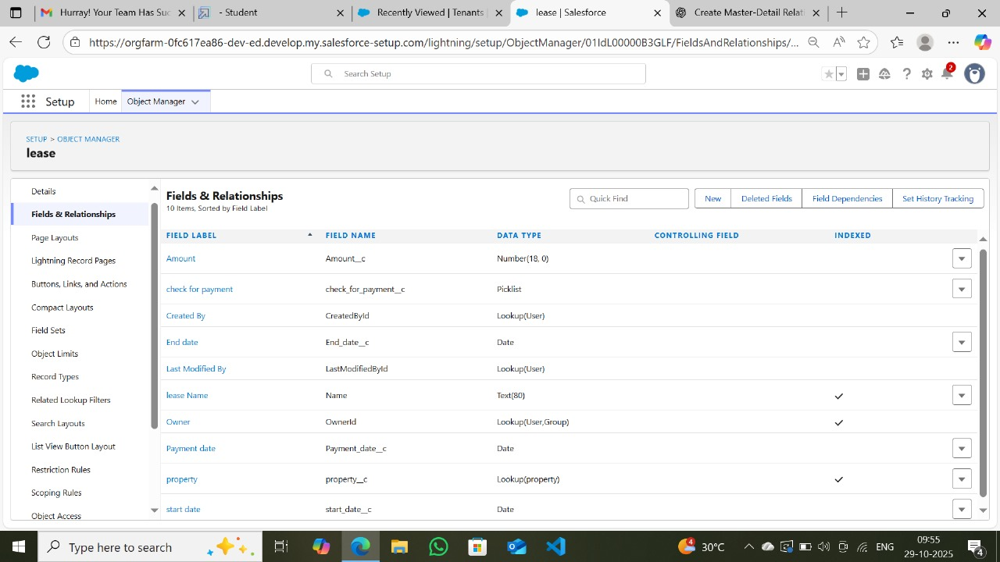 Hurray! Your Team Has Suc
- Student
Recently Viewed | Tenants |
lease | Salesforce
Create Master-Detail Relati
https://orgfarm-0fc617ea86-dev-ed.develop.my.salesforce-setup.com/lightning/setup/ObjectManager/01IdL00000B3GLF/FieldsAndRelationships/...
Search Setup
2
Setup
Home
Object Manager
SETUP > OBJECT MANAGER
lease
Details
Fields & Relationships
Page Layouts
Lightning Record Pages
Buttons, Links, and Actions
Compact Layouts
Field Sets
Object Limits
Record Types
Related Lookup Filters
Search Layouts
List View Button Layout
Restriction Rules
Scoping Rules
Object Access
Fields & Relationships
10 Items, Sorted by Field Label
Quick Find
New
Deleted Fields
Field Dependencies
Set History Tracking
FIELD LABEL FIELD NAME DATA TYPE CONTROLLING FIELD INDEXED
Amount Amount__c Number(18, 0)
check for payment check_for_payment__c Picklist
Created By CreatedById Lookup(User)
End date End_date__c Date
Last Modified By LastModifiedById Lookup(User)
lease Name Name Text(80)
Owner OwnerId Lookup(User,Group)
Payment date Payment_date__c Date
property property__c Lookup(property)
start date start_date__c Date
Type here to search
4
30°C
ENG
09:55
29-10-2025
4